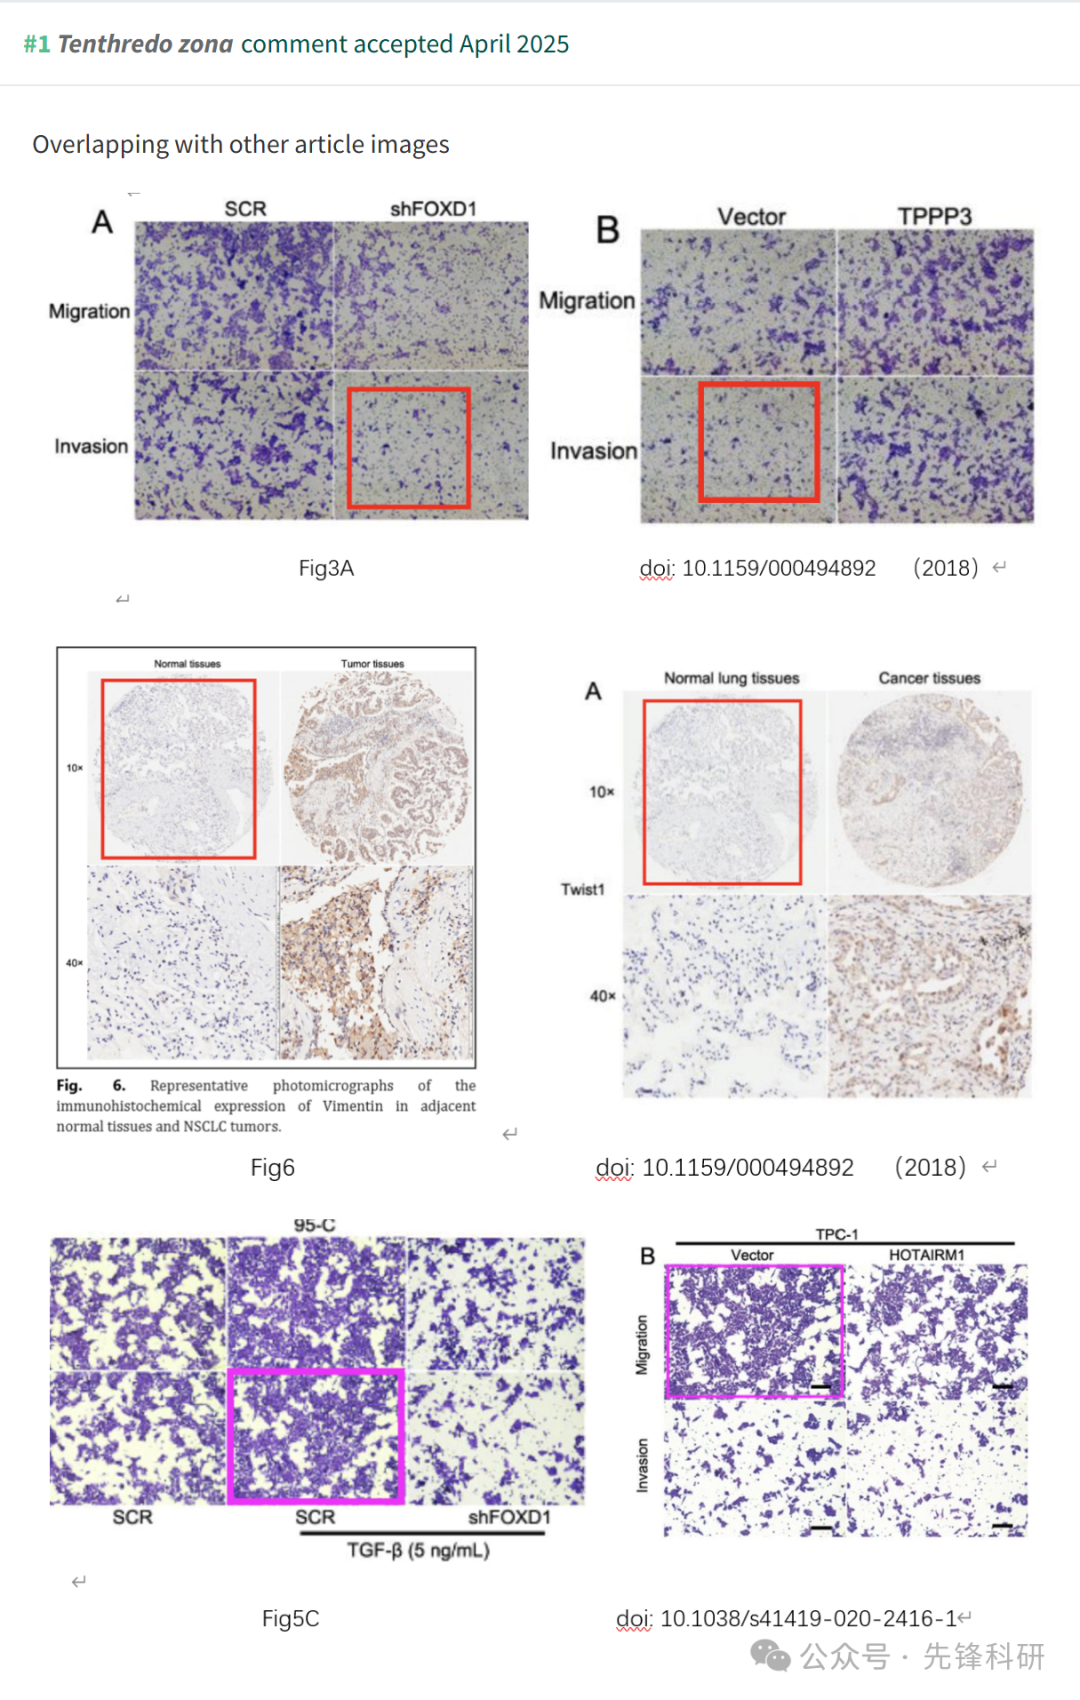 #1 Tenthredo zona comment accepted April 2025
Overlapping with other article images
A
SCR
shFOXD1
Migration
Invasion
Fig3A
B
Vector
TPPP3
Migration
Invasion
doi: 10.1159/000494892 （2018）
Normal tissues
Tumor tissues
10×
40×
Fig. 6. Representative photomicrographs of the
immunohistochemical expression of Vimentin in adjacent
normal tissues and NSCLC tumors.
Fig6
A
Normal lung tissues
Cancer tissues
10×
Twist1
40×
doi: 10.1159/000494892 （2018）
95-C
SCR
SCR
shFOXD1
TGF-β (5 ng/mL)
Fig5C
TPC-1
B
Vector
HOTAIRM1
Migration
Invasion
doi: 10.1038/s41419-020-2416-1
公众号 · 先锋科研